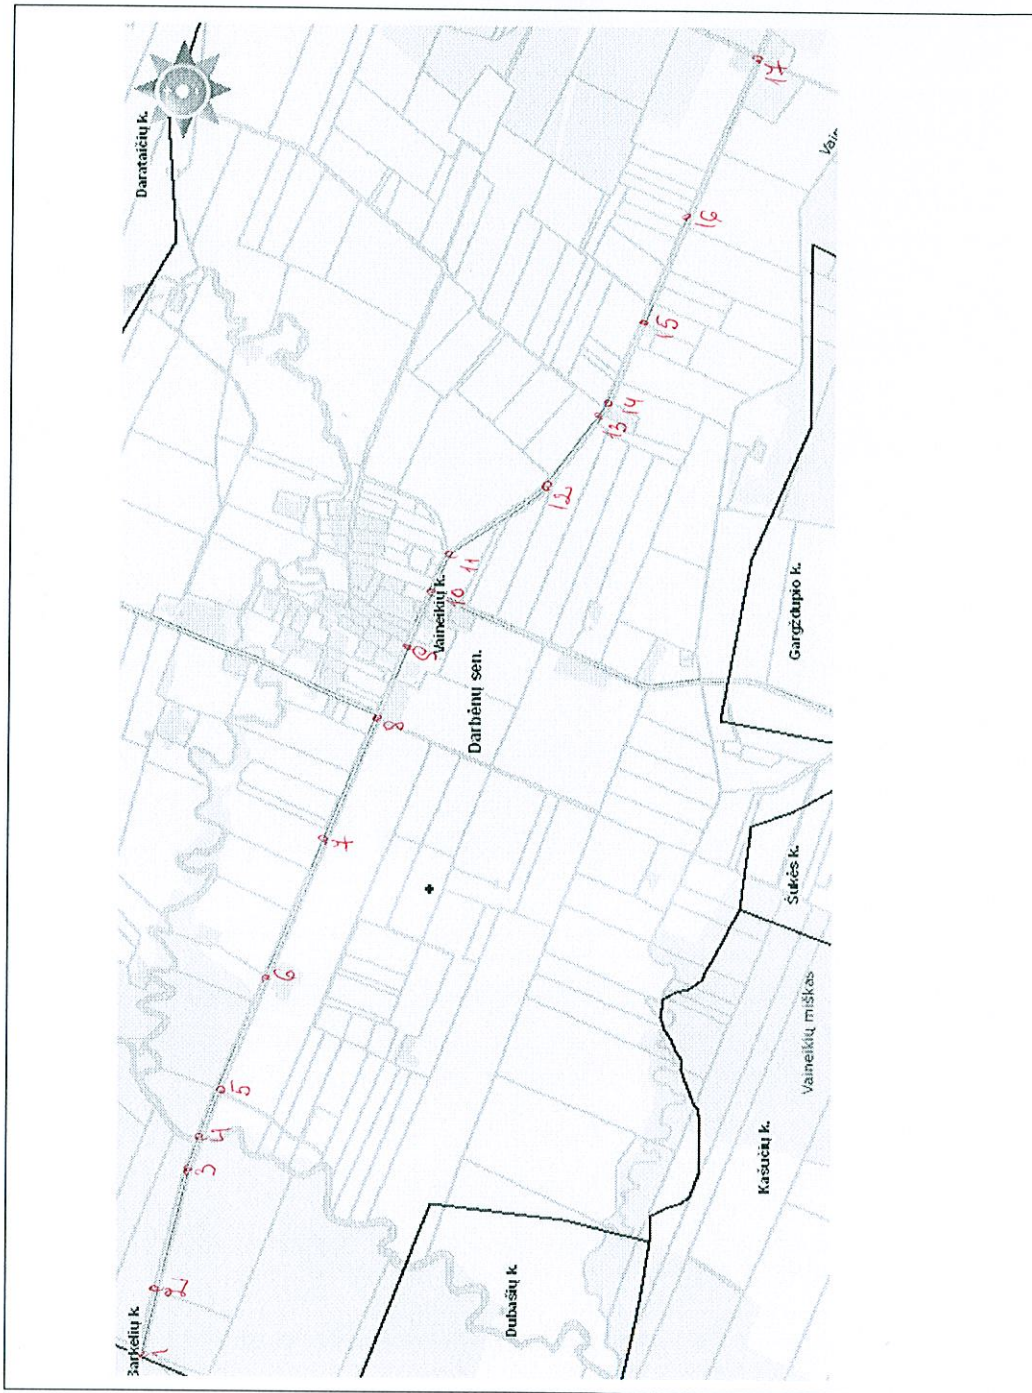 Darataičių k.
17
Vain
16
15
14
13
12
11
10
Vaineikių k.
9
8
Darbėnų sen.
Gargždupio k.
7
6
5
4
3
2
1
Šukės k.
Vaineikių miškas
Kašučių k.
Dubašių k.
Barkelių k.